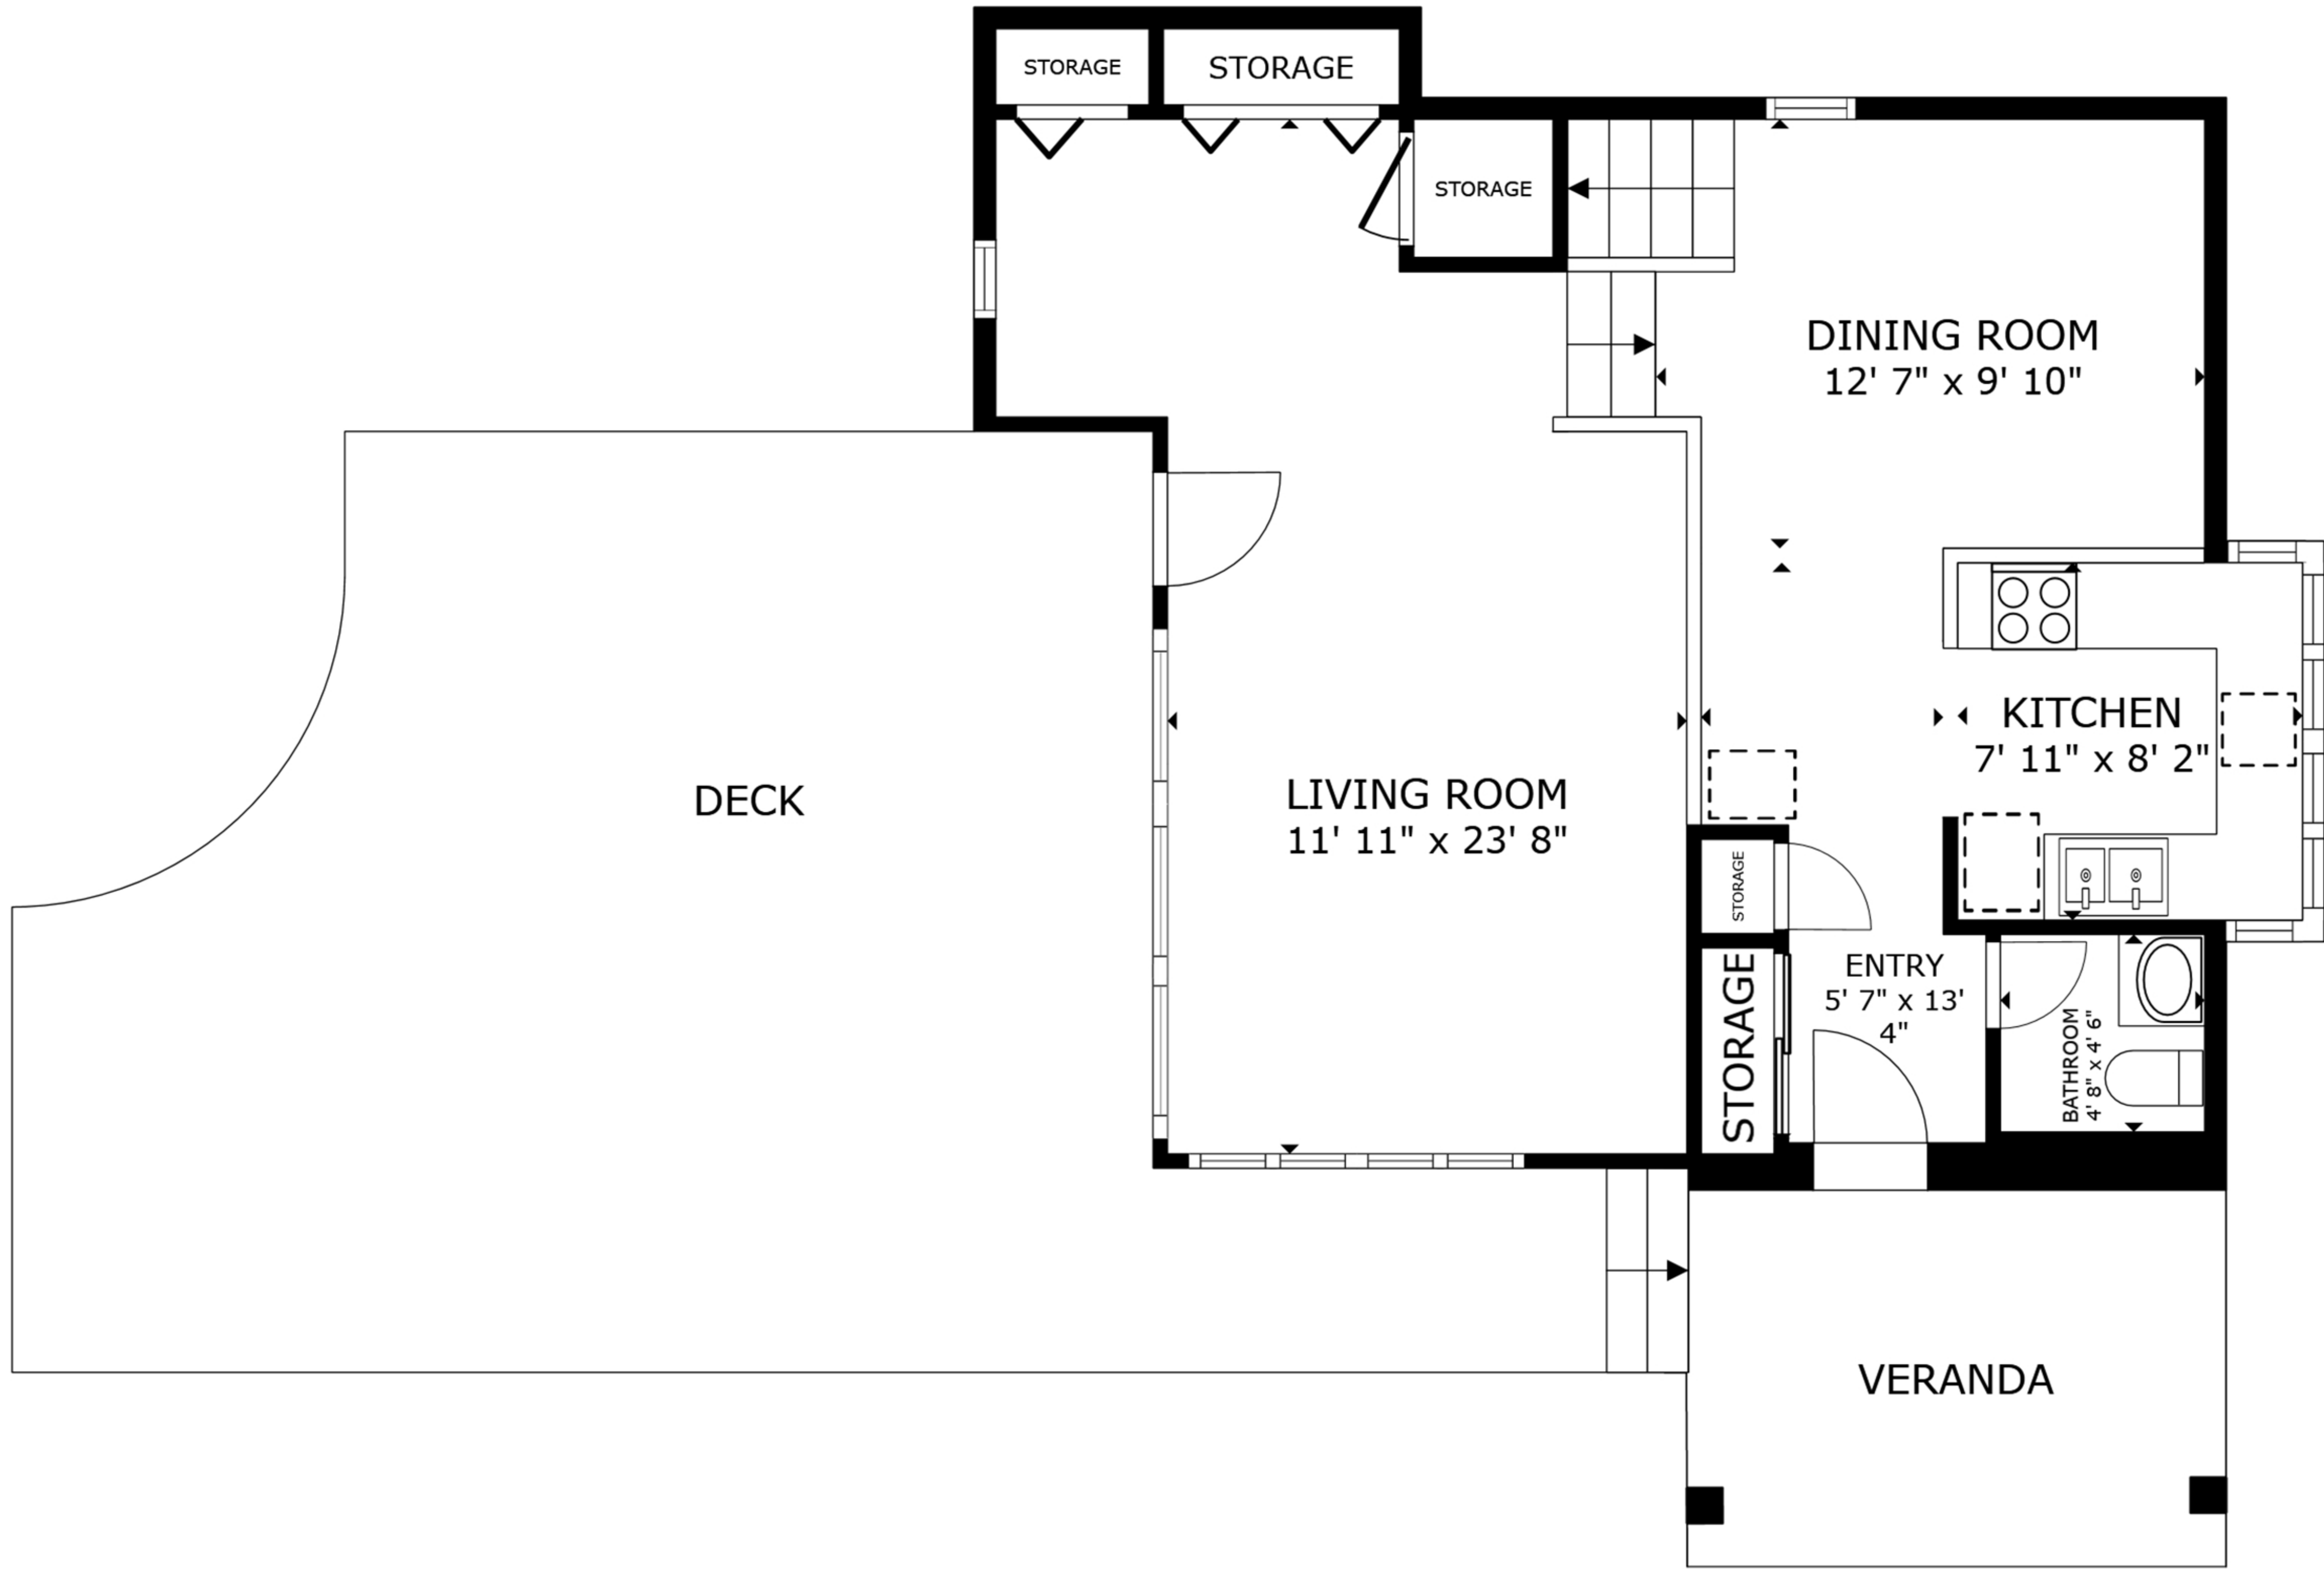 STORAGE
STORAGE
STORAGE
DINING ROOM
12' 7" x 9' 10"
KITCHEN
7' 11" x 8' 2"
LIVING ROOM
11' 11" x 23' 8"
DECK
STORAGE
STORAGE
ENTRY
5' 7" x 13'
4"
BATHROOM
4' 8" x 4' 6"
VERANDA